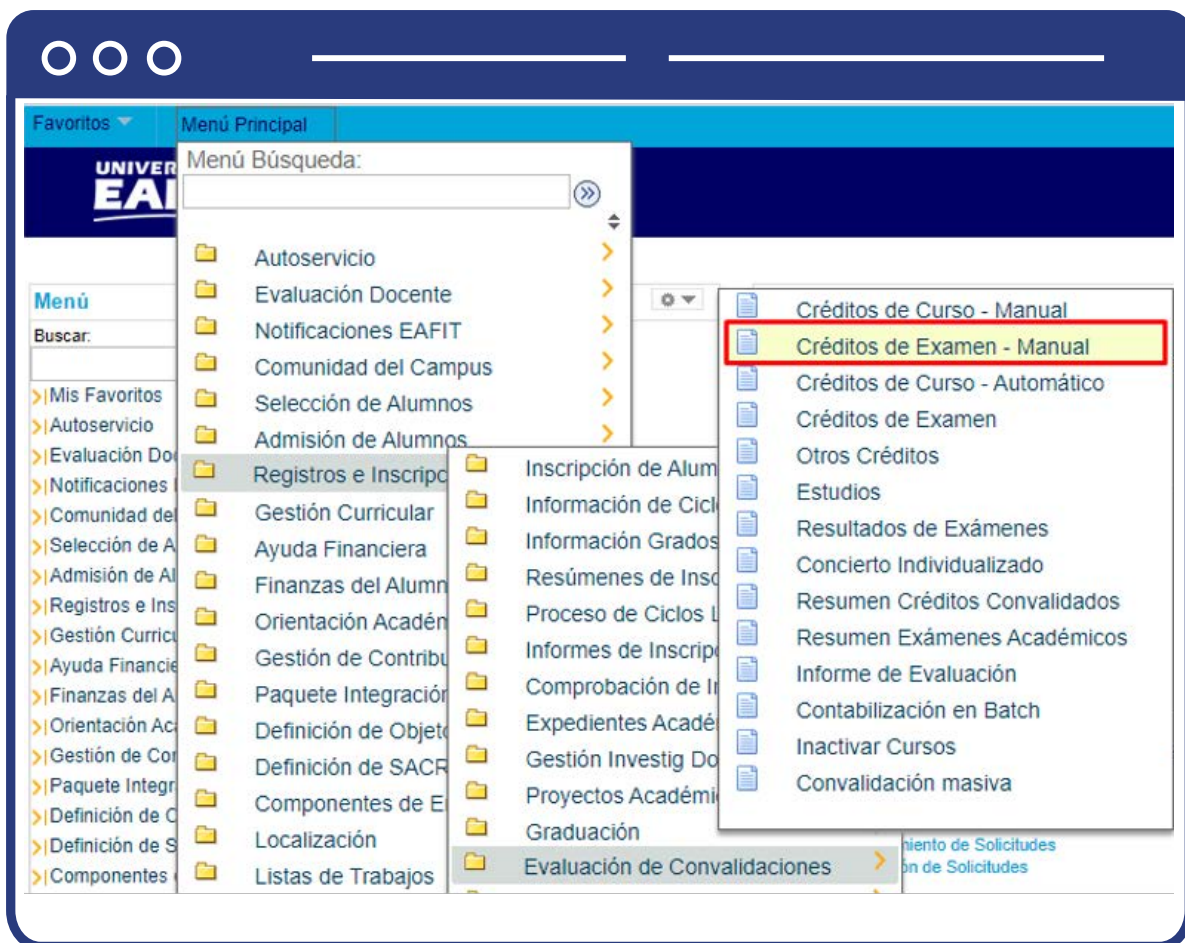 Favoritos
Menú Principal
UNIVER
EAI
Menú Búsqueda:
Autoservicio
Evaluación Docente
Notificaciones EAFIT
Comunidad del Campus
Selección de Alumnos
Admisión de Alumnos
Registros e Inscripc
Gestión Curricular
Ayuda Financiera
Finanzas del Alumn
Orientación Académ
Gestión de Contribu
Paquete Integración
Definición de Objeto
Definición de SACR
Componentes de E
Localización
Listas de Trabajos
Menú
Buscar:
Mis Favoritos
Autoservicio
Evaluación Do
Notificaciones
Comunidad del
Selección de A
Admisión de Al
Registros e Ins
Gestión Curricu
Ayuda Financie
Finanzas del A
Orientación Aca
Gestión de Con
Paquete Integr
Definición de O
Definición de S
Componentes
Inscripción de Alum
Información de Cicl
Información Grados
Resúmenes de Insc
Proceso de Ciclos L
Informes de Inscrip
Comprobación de I
Expedientes Acadé
Gestión Investig Do
Proyectos Académi
Graduación
Evaluación de Convalidaciones
Créditos de Curso - Manual
Créditos de Examen - Manual
Créditos de Curso - Automático
Créditos de Examen
Otros Créditos
Estudios
Resultados de Exámenes
Concierto Individualizado
Resumen Créditos Convalidados
Resumen Exámenes Académicos
Informe de Evaluación
Contabilización en Batch
Inactivar Cursos
Convalidación masiva
niento de Solicitudes
ón de Solicitudes